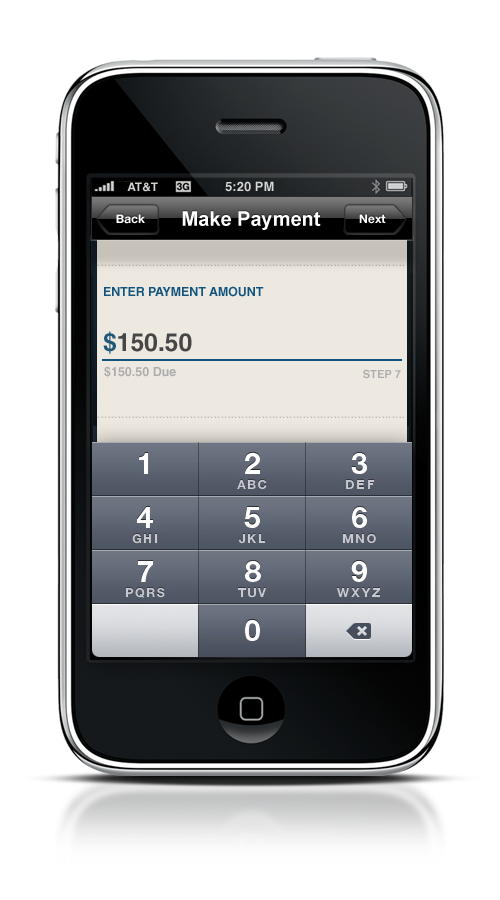 AT&T 3G 5:20 PM
Back Make Payment Next
ENTER PAYMENT AMOUNT
$150.50
$150.50 Due STEP 7
1 2 3
ABC DEF
4 5 6
GHI JKL MNO
7 8 9
PQRS TUV WXYZ
0